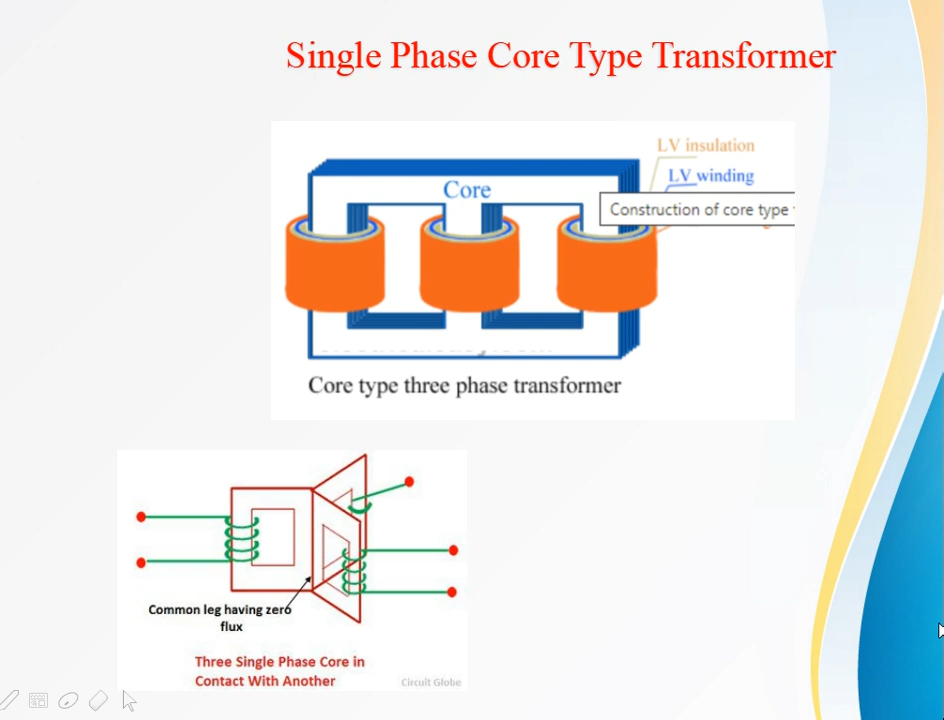 Single Phase Core Type Transformer
LV insulation
LV winding
Core
Construction of core type
Core type three phase transformer
Common leg having zero
flux
Three Single Phase Core in
Contact With Another
Circuit Globe